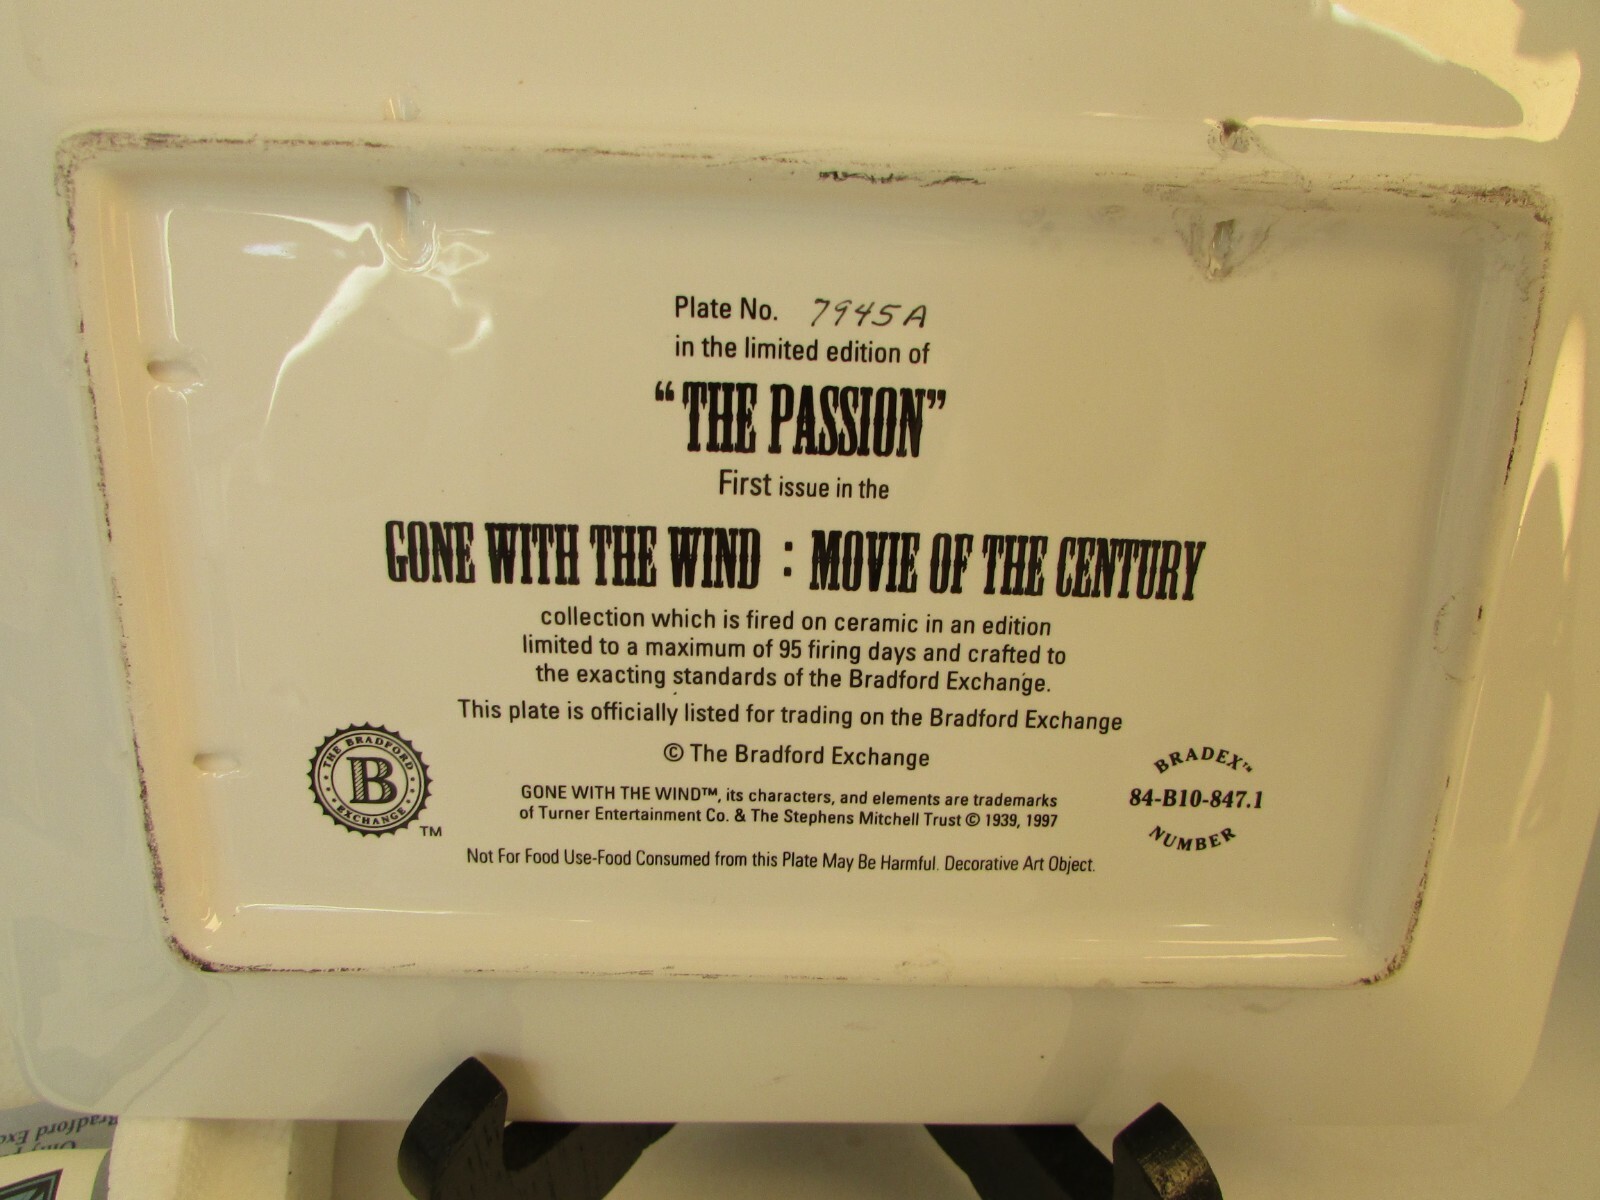 Plate No. 7945A
in the limited edition of
“THE PASSION”
First issue in the
GONE WITH THE WIND : MOVIE OF THE CENTURY
collection which is fired on ceramic in an edition
limited to a maximum of 95 firing days and crafted to
the exacting standards of the Bradford Exchange.
This plate is officially listed for trading on the Bradford Exchange
© The Bradford Exchange
GONE WITH THE WIND™, its characters, and elements are trademarks
of Turner Entertainment Co. & The Stephens Mitchell Trust © 1939, 1997
Not For Food Use-Food Consumed from this Plate May Be Harmful. Decorative Art Object.
THE BRADFORD
B
EXCHANGE
TM
BRADEX™
84-B10-847.1
NUMBER
Bradford